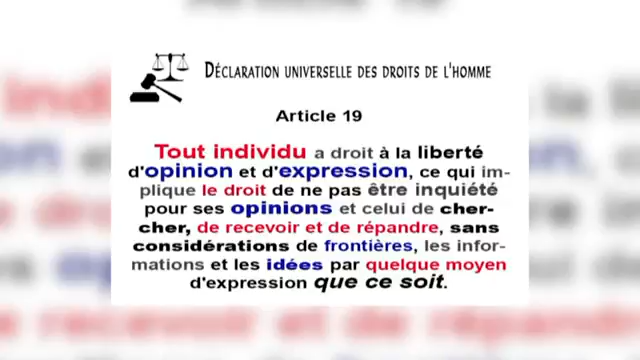 DÉCLARATION UNIVERSELLE DES DROITS DE L'HOMME
Article 19
Tout individu a droit à la liberté
d'opinion et d'expression, ce qui im-
plique le droit de ne pas être inquiété
pour ses opinions et celui de cher-
cher, de recevoir et de répandre, sans
considérations de frontières, les infor-
mations et les idées par quelque moyen
d'expression que ce soit.